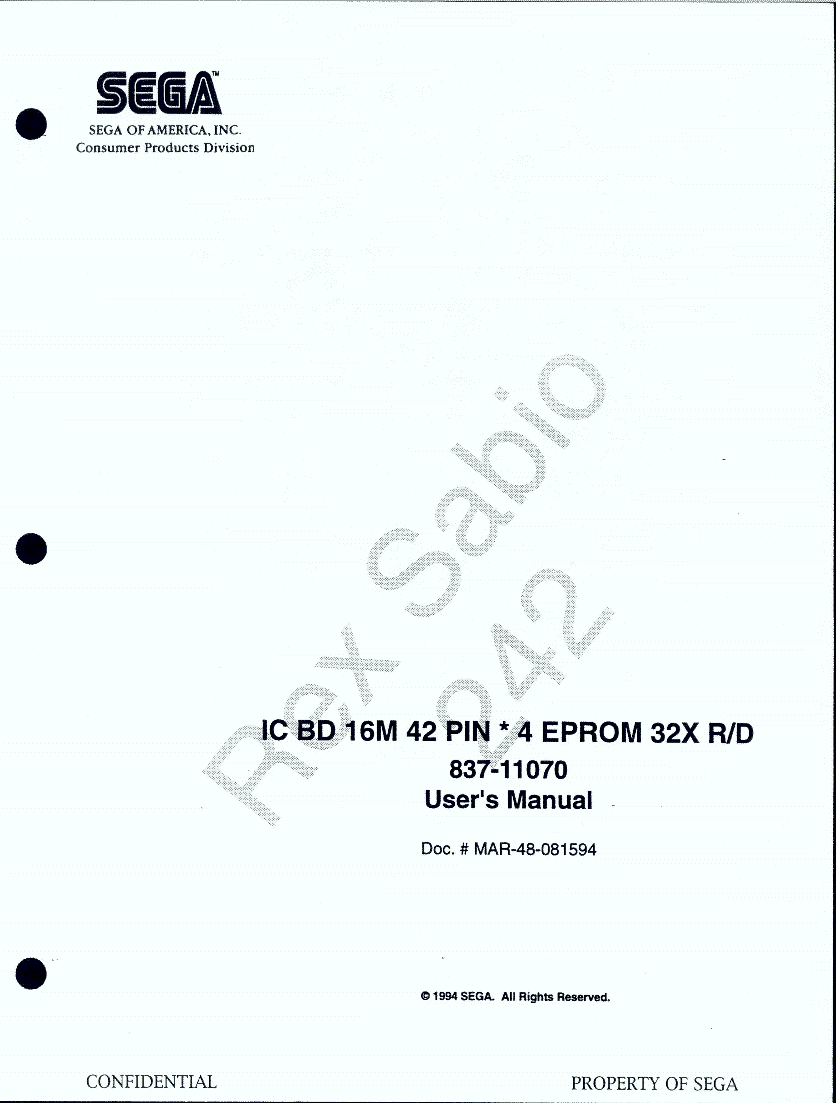 SEGA™
SEGA OF AMERICA, INC.
Consumer Products Division
Rex Sabio
242
IC BD 16M 42 PIN * 4 EPROM 32X R/D
837-11070
User's Manual
Doc. # MAR-48-081594
© 1994 SEGA. All Rights Reserved.
CONFIDENTIAL
PROPERTY OF SEGA